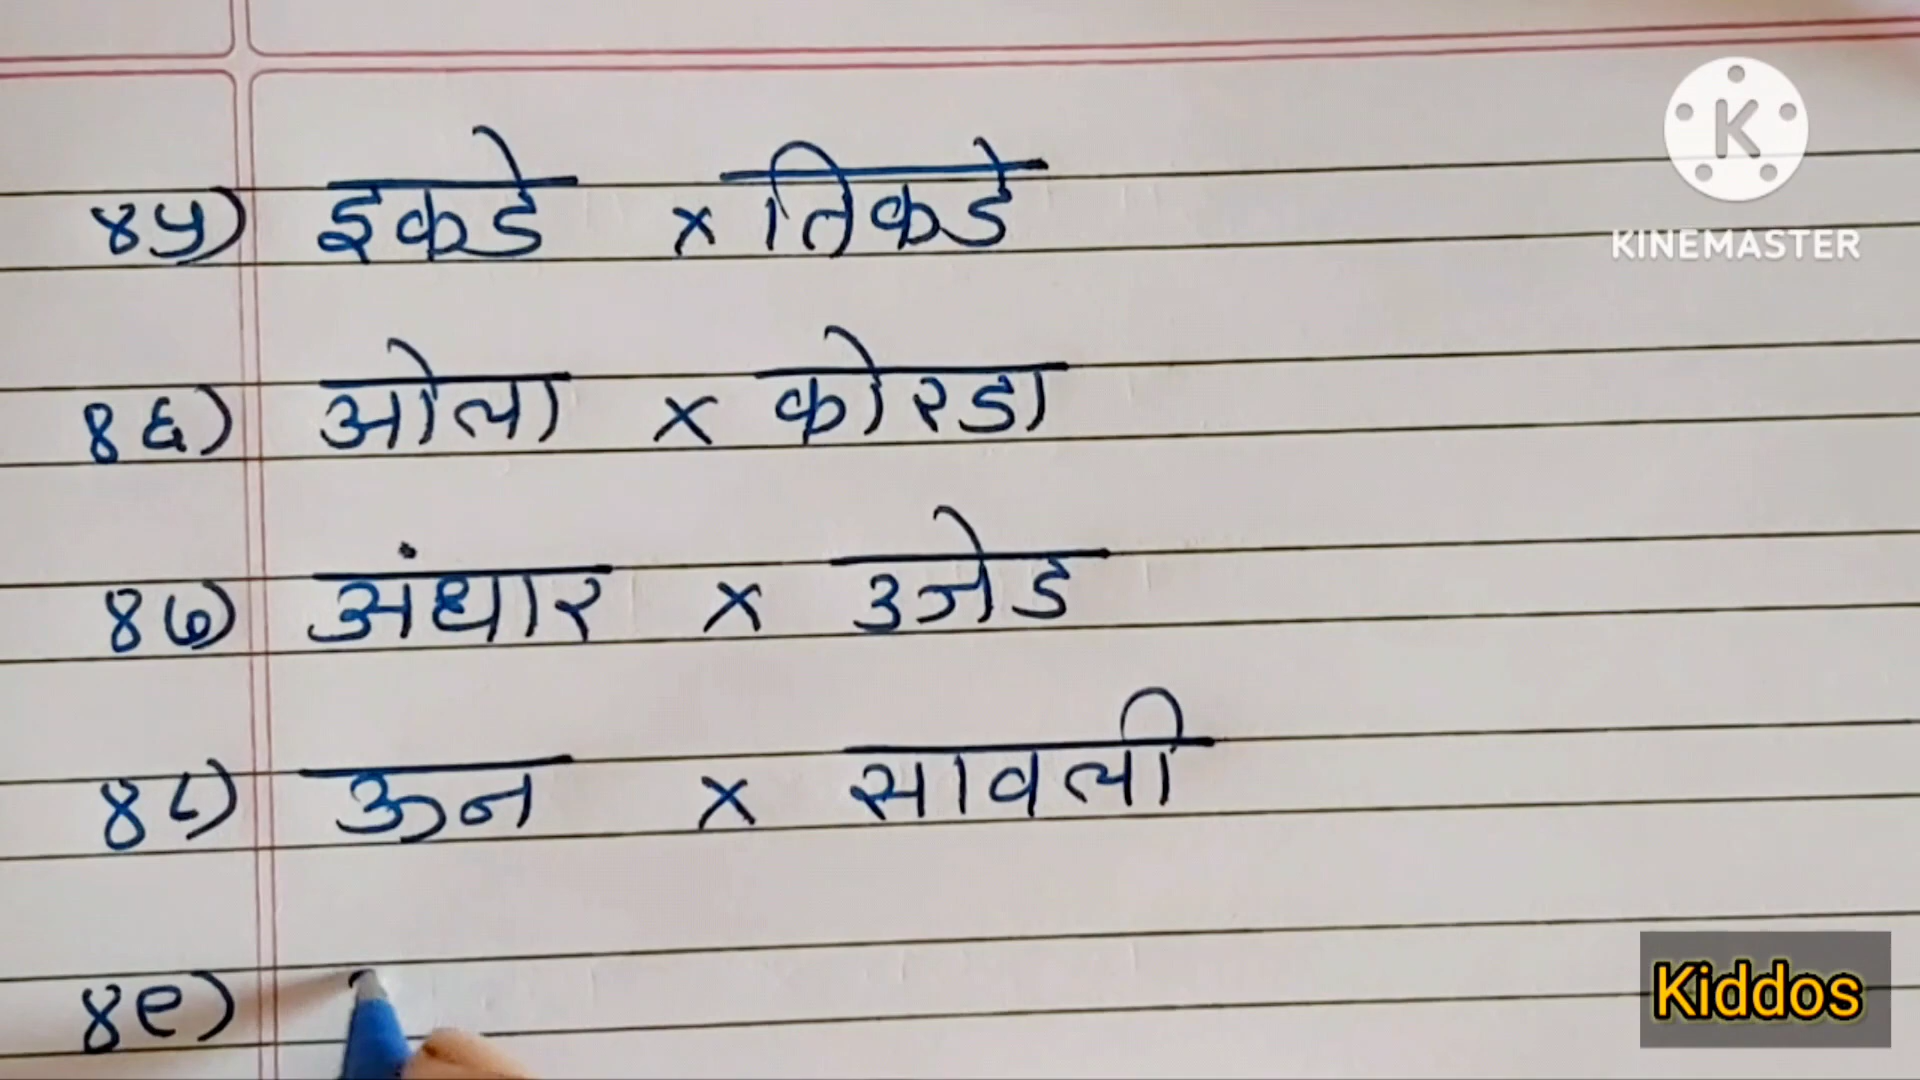 ४५) इकडे x तिकडे
KINEMASTER
४६) ओला x कोरडा
४७) अंधार x उजेड
४८) ऊन x सावली
४९)
Kiddos